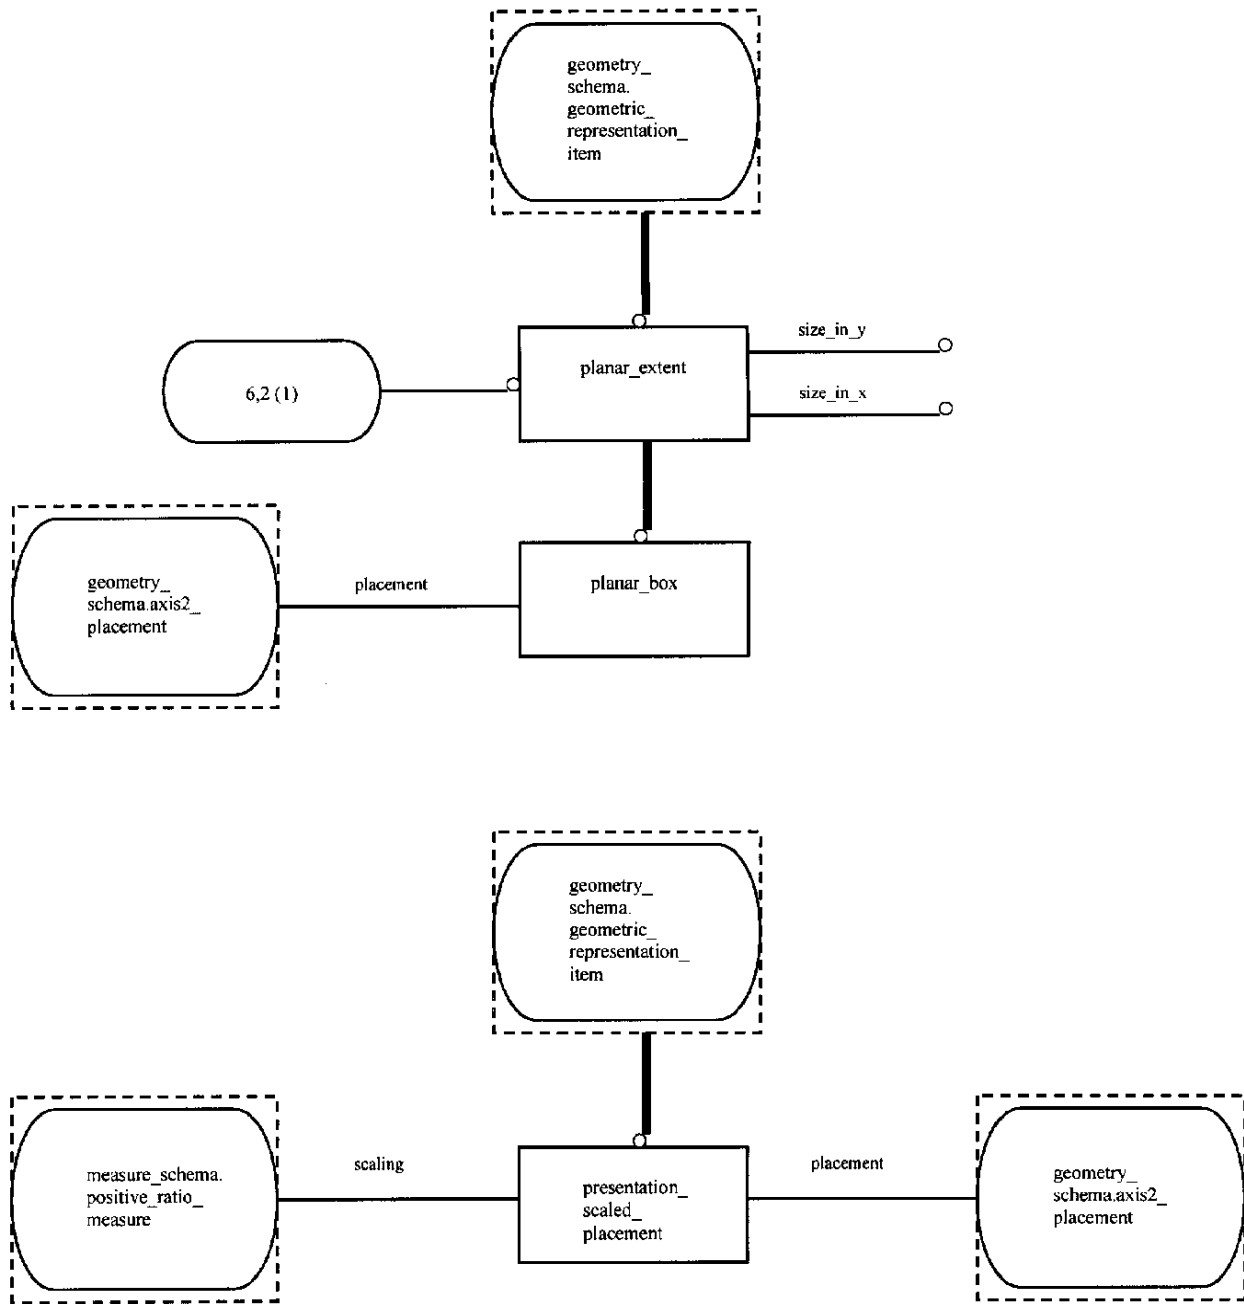 geometry_
schema.
geometric_
representation_
item
size_in_y
planar_extent
6,2 (1)
size_in_x
geometry_
schema.axis2_
placement
placement
planar_box
geometry_
schema.
geometric_
representation_
item
measure_schema.
positive_ratio_
measure
scaling
presentation_
scaled_
placement
placement
geometry_
schema.axis2_
placement